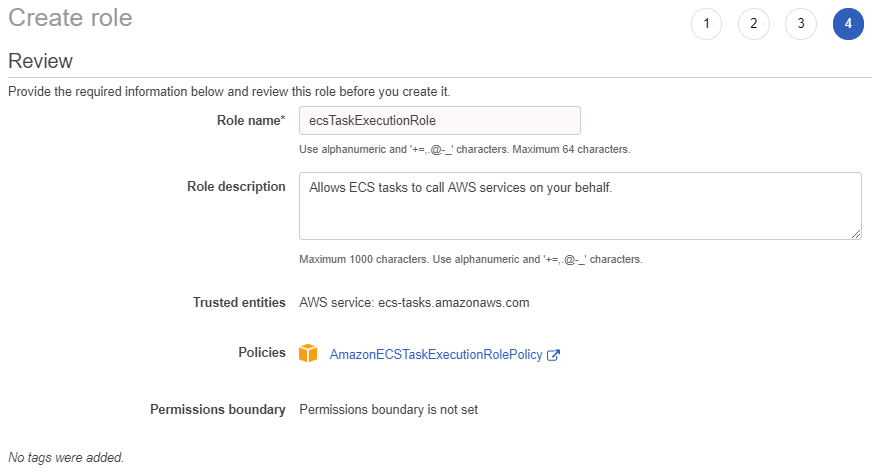 Create role
1 2 3 4
Review
Provide the required information below and review this role before you create it.
Role name* ecsTaskExecutionRole
Use alphanumeric and '+=,.@-_' characters. Maximum 64 characters.
Role description Allows ECS tasks to call AWS services on your behalf.
Maximum 1000 characters. Use alphanumeric and '+=,.@-_' characters.
Trusted entities AWS service: ecs-tasks.amazonaws.com
Policies AmazonECSTaskExecutionRolePolicy
Permissions boundary Permissions boundary is not set
No tags were added.